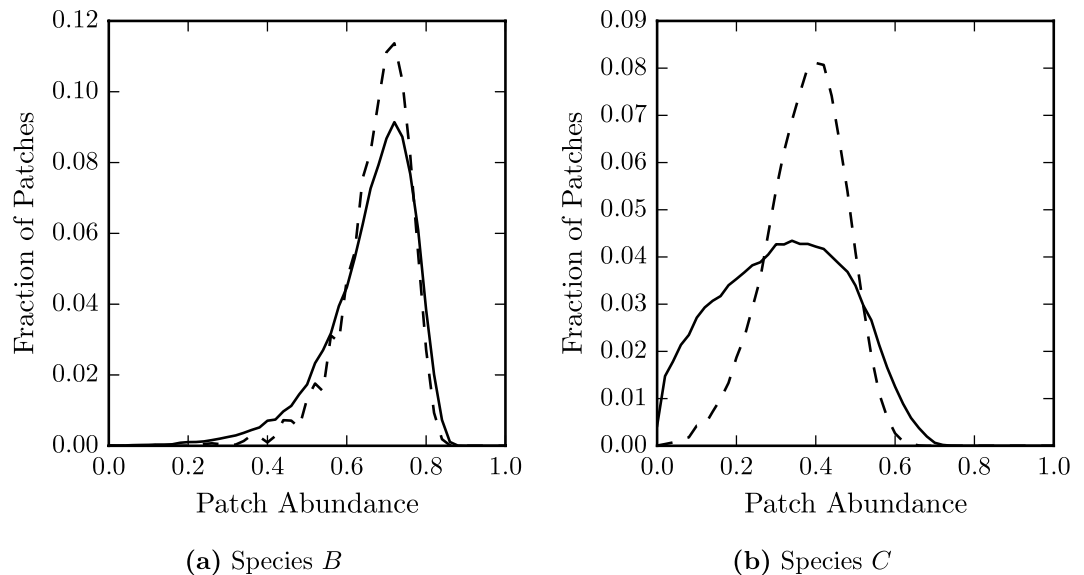 Fraction of Patches
0.12
0.10
0.08
0.06
0.04
0.02
0.00
0.0 0.2 0.4 0.6 0.8 1.0
Patch Abundance
(a) Species B
Fraction of Patches
0.09
0.08
0.07
0.06
0.05
0.04
0.03
0.02
0.01
0.00
0.0 0.2 0.4 0.6 0.8 1.0
Patch Abundance
(b) Species C